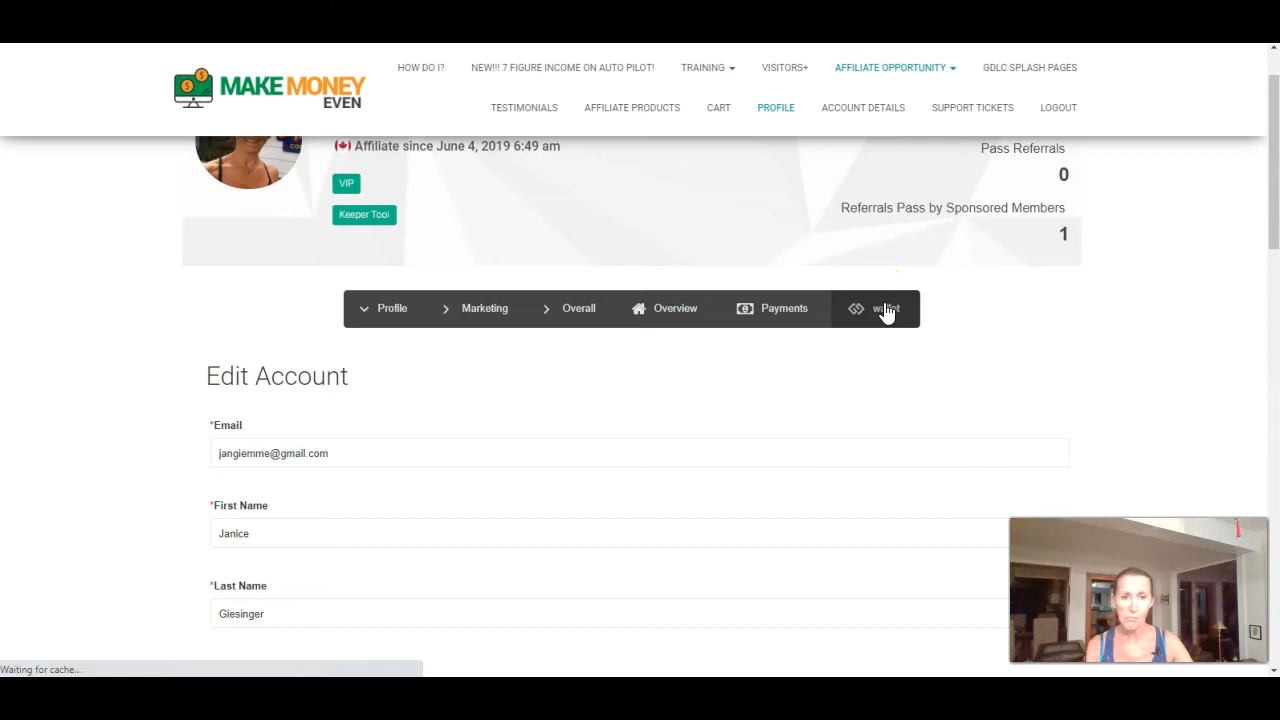 MAKE MONEY
EVEN
HOW DO I? NEW!!! 7 FIGURE INCOME ON AUTO PILOT! TRAINING VISITORS+ AFFILIATE OPPORTUNITY GDLC SPLASH PAGES
TESTIMONIALS AFFILIATE PRODUCTS CART PROFILE ACCOUNT DETAILS SUPPORT TICKETS LOGOUT
Affiliate since June 4, 2019 6:49 am
VIP
Keeper Tool
Pass Referrals
0
Referrals Pass by Sponsored Members
1
Profile Marketing Overall Overview Payments wallet
Edit Account
*Email
jangiemme@gmail.com
*First Name
Janice
*Last Name
Giesinger
Waiting for cache...